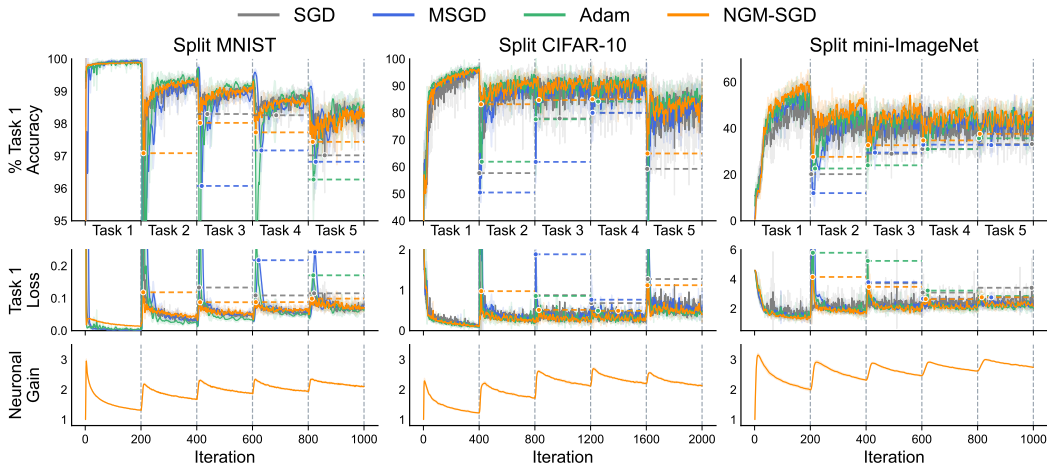 SGD MSGD Adam NGM-SGD
Split MNIST Split CIFAR-10 Split mini-ImageNet
% Task 1
Accuracy
100
99
98
97
96
95
Task 1 Task 2 Task 3 Task 4 Task 5
100
90
80
70
60
50
40
Task 1 Task 2 Task 3 Task 4 Task 5
60
40
20
0
Task 1 Task 2 Task 3 Task 4 Task 5
Task 1
Loss
0.2
0.1
0.0
2
1
0
6
4
2
Neuronal
Gain
3
2
1
0 200 400 600 800 1000
Iteration
3
2
1
0 400 800 1200 1600 2000
Iteration
3
2
1
0 200 400 600 800 1000
Iteration